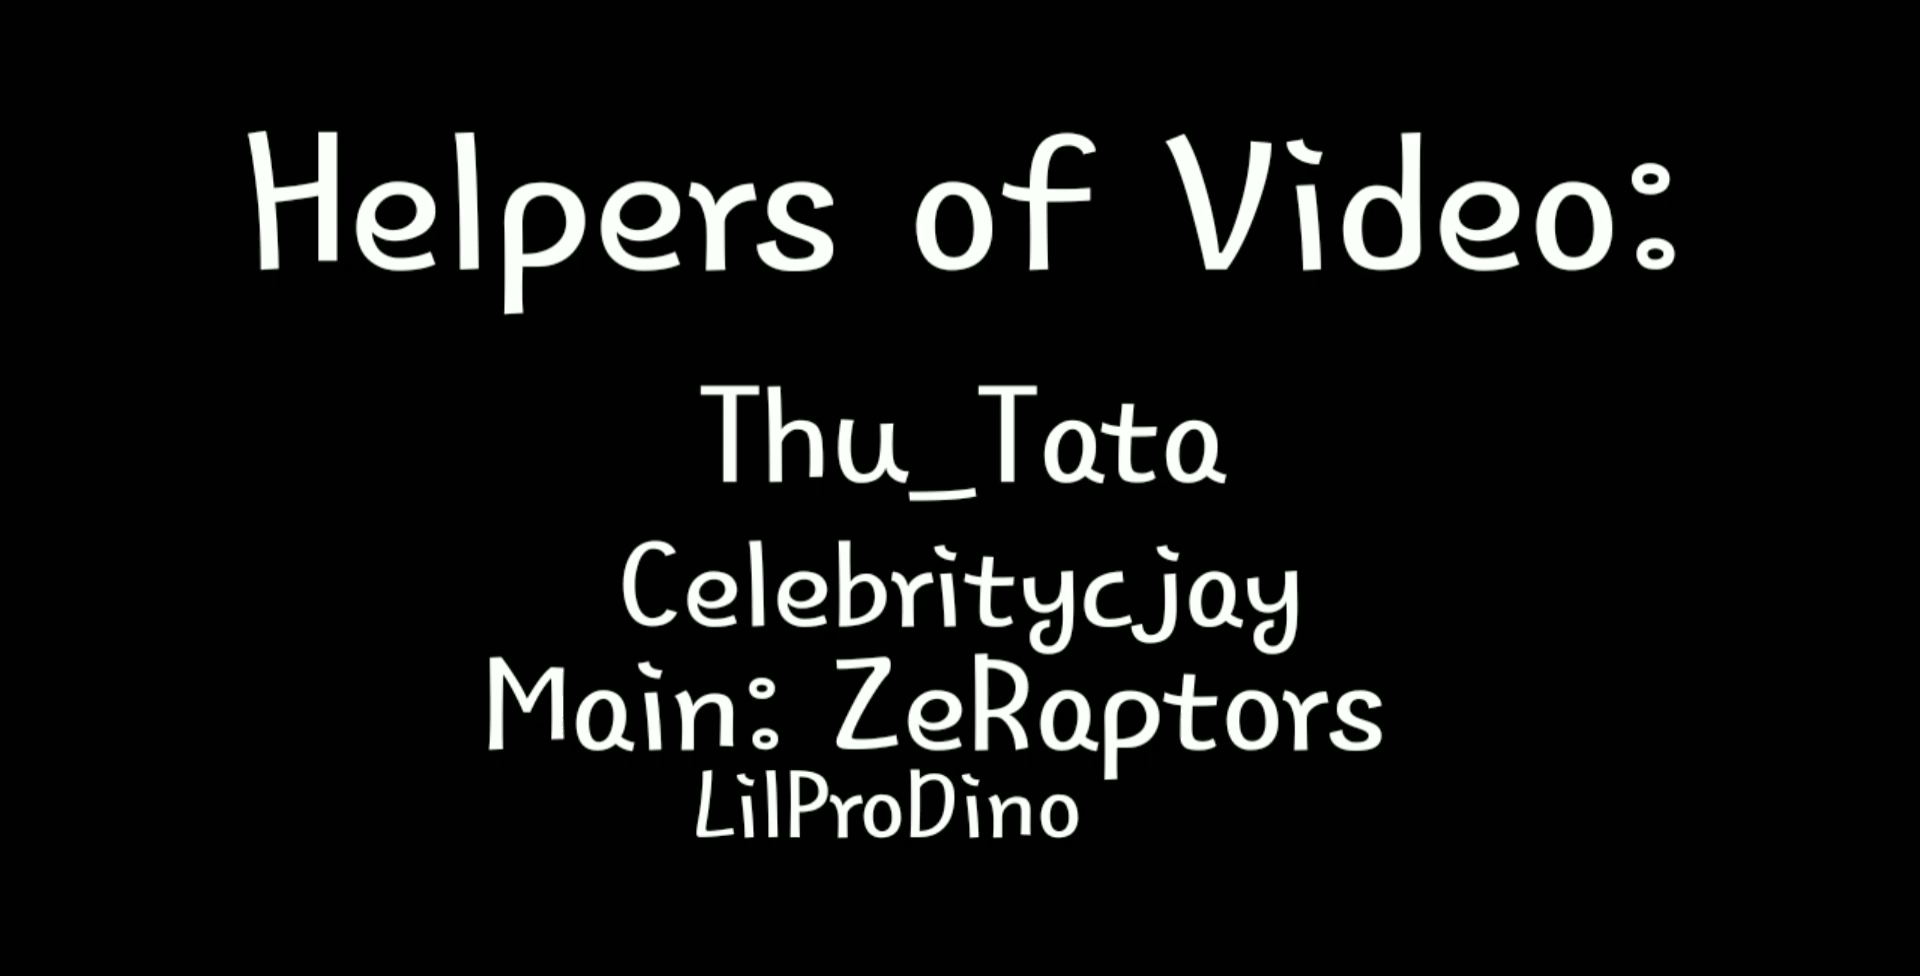 Helpers of Video:
Thu_Tata
Celebritycjay
Main: ZeRaptors
LilProDino